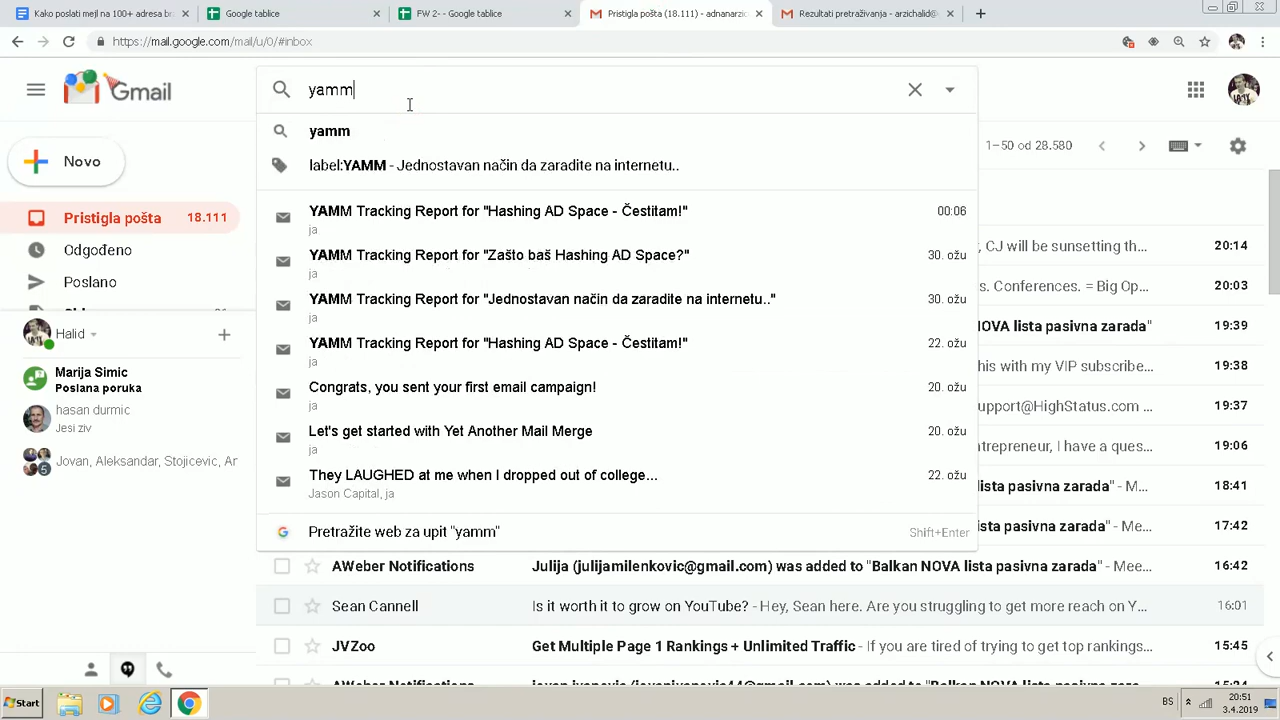 Kako poslati mejl na 100+ adresa br
Google tablice
FW 2- - Google tablice
Pristigla pošta (18.111) - adnanarzic
Rezultati pretraživanja - arzichalid@
https://mail.google.com/mail/u/0/#inbox
Gmail
yamm
yamm
label:YAMM - Jednostavan način da zaradite na internetu..
1–50 od 28.580
Novo
Pristigla pošta 18.111
Odgođeno
Poslano
YAMM Tracking Report for "Hashing AD Space - Čestitam!" 00:06
ja
YAMM Tracking Report for "Zašto baš Hashing AD Space?" 30. ožu
ja
YAMM Tracking Report for "Jednostavan način da zaradite na internetu.." 30. ožu
ja
YAMM Tracking Report for "Hashing AD Space - Čestitam!" 22. ožu
ja
Congrats, you sent your first email campaign! 20. ožu
ja
Let's get started with Yet Another Mail Merge 20. ožu
ja
They LAUGHED at me when I dropped out of college... 22. ožu
Jason Capital, ja
Pretražite web za upit "yamm" Shift+Enter
, CJ will be sunsetting th... 20:14
s. Conferences. = Big Op... 20:03
NOVA lista pasivna zarada" 19:39
his with my VIP subscribe... 19:38
upport@HighStatus.com ... 19:37
ntrepreneur, I have a ques... 19:06
lista pasivna zarada" - M... 18:41
sta pasivna zarada" - Me... 17:42
Halid
Marija Simic
Poslana poruka
hasan durmic
Jesi ziv
Jovan, Aleksandar, Stojicevic, Ar
5
AWeber Notifications Julija (julijamilenkovic@gmail.com) was added to "Balkan NOVA lista pasivna zarada" - Mee... 16:42
Sean Cannell Is it worth it to grow on YouTube? - Hey, Sean here. Are you struggling to get more reach on Y... 16:01
JVZoo Get Multiple Page 1 Rankings + Unlimited Traffic - If you are tired of trying to get top rankings... 15:45
Start
BS
20:51
3.4.2019